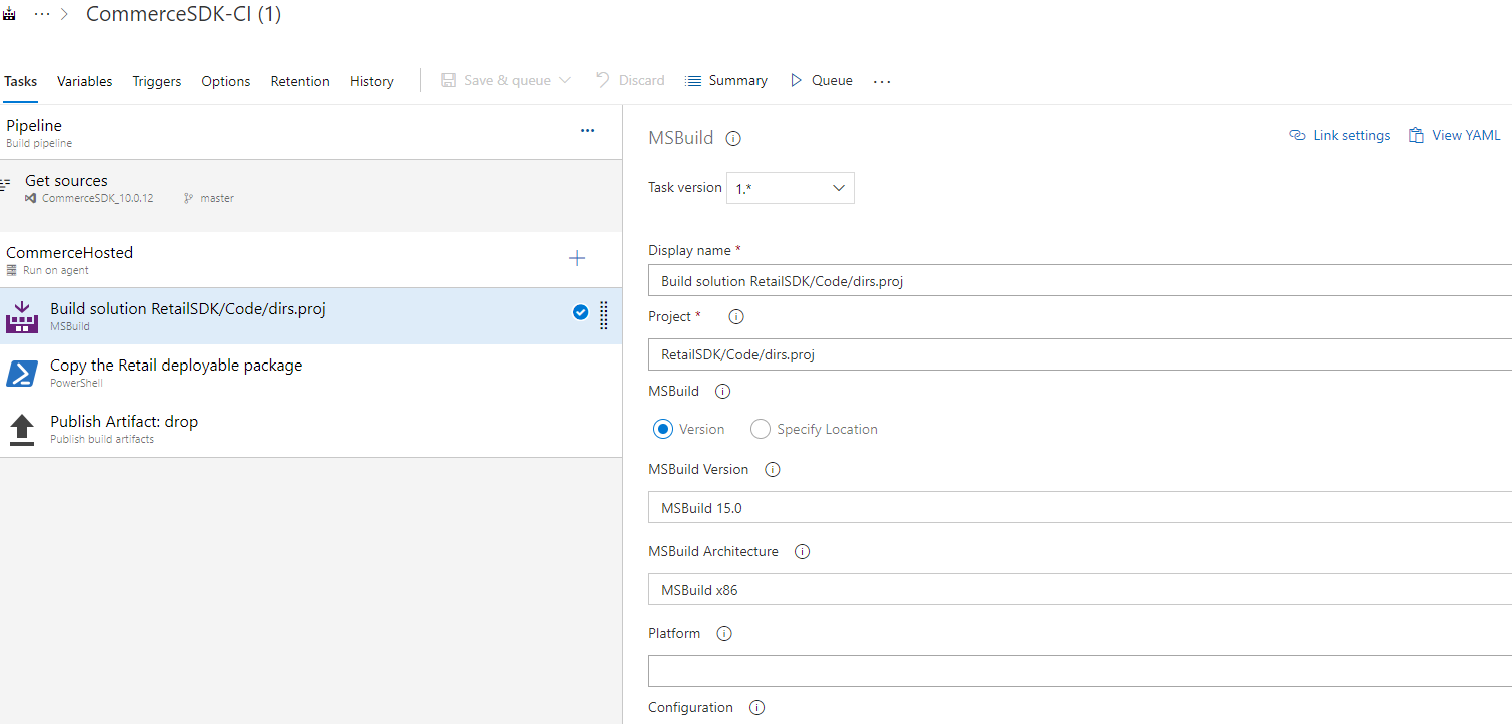 CommerceSDK-CI (1)
Tasks Variables Triggers Options Retention History Save & queue Discard Summary Queue
Pipeline
Build pipeline
Get sources
CommerceSDK_10.0.12 master
CommerceHosted
Run on agent
Build solution RetailSDK/Code/dirs.proj
MSBuild
Copy the Retail deployable package
PowerShell
Publish Artifact: drop
Publish build artifacts
MSBuild Link settings View YAML
Task version 1.*
Display name *
Build solution RetailSDK/Code/dirs.proj
Project *
RetailSDK/Code/dirs.proj
MSBuild
Version Specify Location
MSBuild Version
MSBuild 15.0
MSBuild Architecture
MSBuild x86
Platform
Configuration